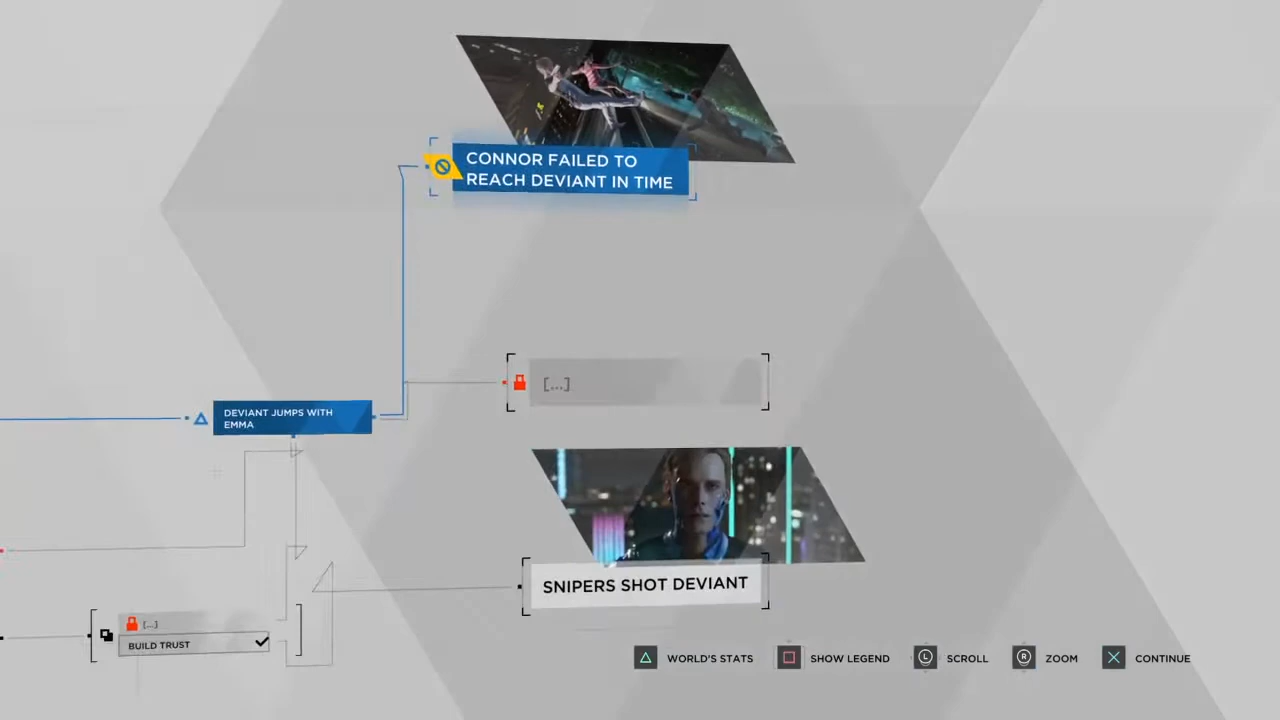 CONNOR FAILED TO
REACH DEVIANT IN TIME
[...]
DEVIANT JUMPS WITH
EMMA
SNIPERS SHOT DEVIANT
[...]
BUILD TRUST
WORLD'S STATS
SHOW LEGEND
L
SCROLL
R
ZOOM
CONTINUE